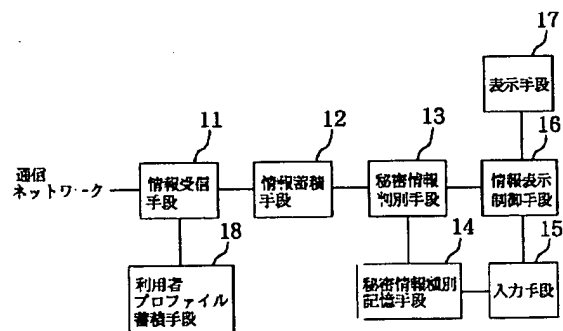 17
表示手段
11
12
13
16
通信
ネットワーク
情報受信
手段
情報蓄積
手段
秘密情報
判別手段
情報表示
制御手段
18
14
15
利用者
プロファイル
蓄積手段
秘密情報種別
記憶手段
入力手段